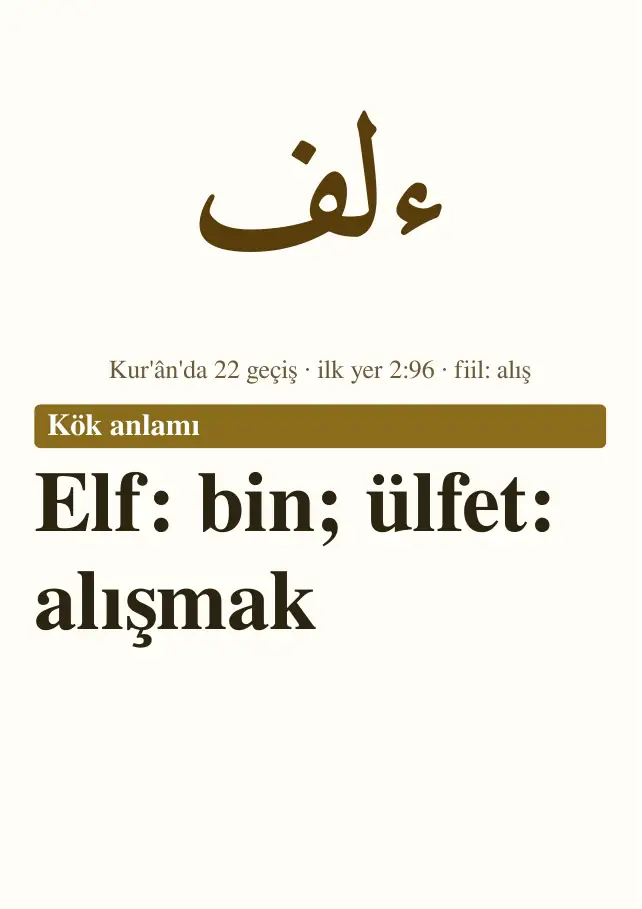 ءلف
Kur'ân'da 22 geçiş · ilk yer 2:96 · fiil: alış
Kök anlamı
Elf: bin; ülfet:
alışmak